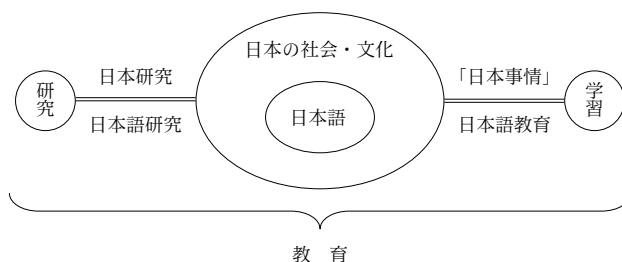 日本の社会・文化
日本研究
「日本事情」
研究
日本語
学習
日本語研究
日本語教育
教　育